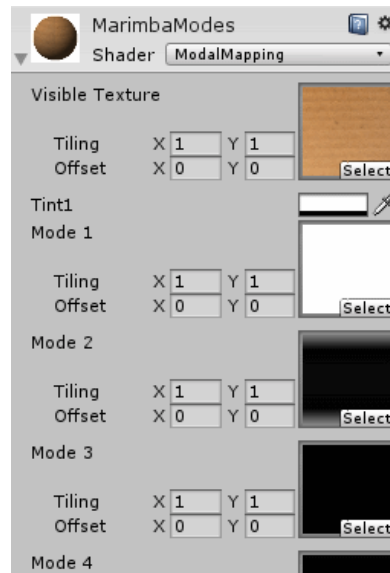 MarimbaModes
Shader ModalMapping
Visible Texture
Tiling X 1 Y 1
Offset X 0 Y 0
Select
Tint1
Mode 1
Tiling X 1 Y 1
Offset X 0 Y 0
Select
Mode 2
Tiling X 1 Y 1
Offset X 0 Y 0
Select
Mode 3
Tiling X 1 Y 1
Offset X 0 Y 0
Select
Mode 4